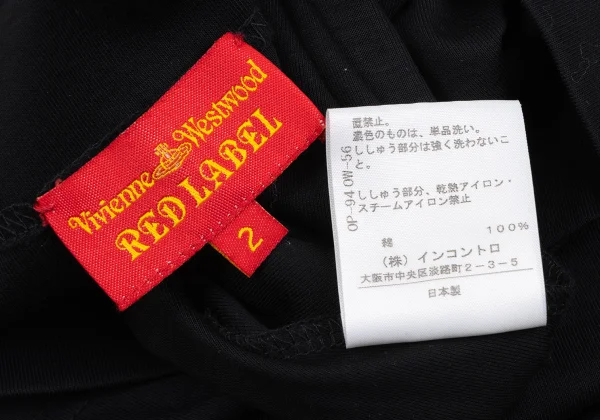 Vivienne Westwood
RED LABEL
2
直禁止。
濃色のものは、単品洗い。
ししゅう部分は強く洗わないこ
と。
ししゅう部分、乾熱アイロン・
スチームアイロン禁止
綿 100%
(株)インコントロ
大阪市中央区淡路町2-3-5
日本製
OP-940W-56